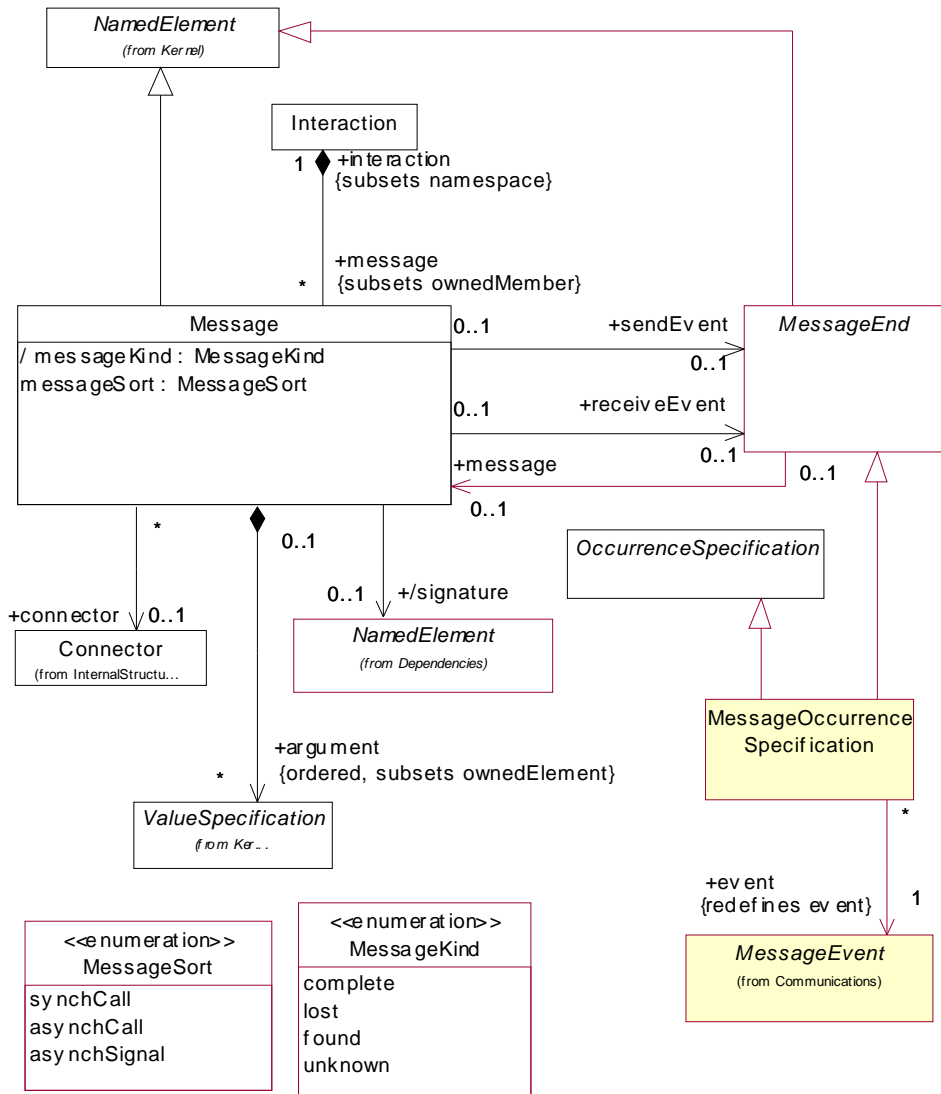 NamedElement
(from Kernel)
Interaction
1
+interaction
{subsets namespace}
+message
*
{subsets ownedMember}
Message
/ messageKind : MessageKind
messageSort : MessageSort
0..1
+sendEvent
0..1
MessageEnd
0..1
+receiveEvent
0..1
+message
0..1
0..1
*
0..1
OccurrenceSpecification
+connector
0..1
0..1
+/signature
Connector
(from InternalStructu...
NamedElement
(from Dependencies)
MessageOccurrence
Specification
+argument
{ordered, subsets ownedElement}
*
*
ValueSpecification
(from Ker...
+event
{redefines event}
1
<<enumeration>>
MessageSort
synchCall
asynchCall
asynchSignal
<<enumeration>>
MessageKind
complete
lost
found
unknown
MessageEvent
(from Communications)